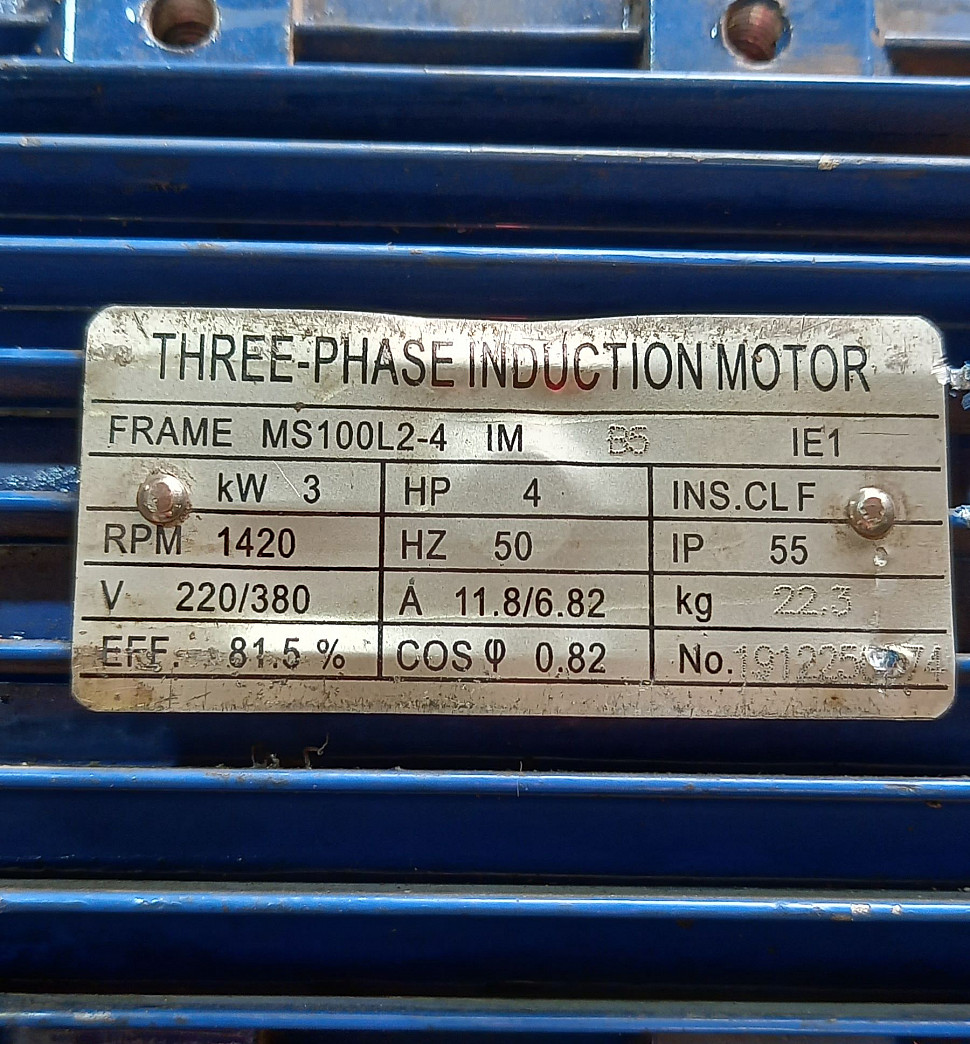 THREE-PHASE INDUCTION MOTOR
FRAME MS100L2-4 IM B5 IE1
kW 3 HP 4 INS.CL F
RPM 1420 HZ 50 IP 55
V 220/380 A 11.8/6.82 kg 22.3
EFF. 81.5 % COS φ 0.82 No.